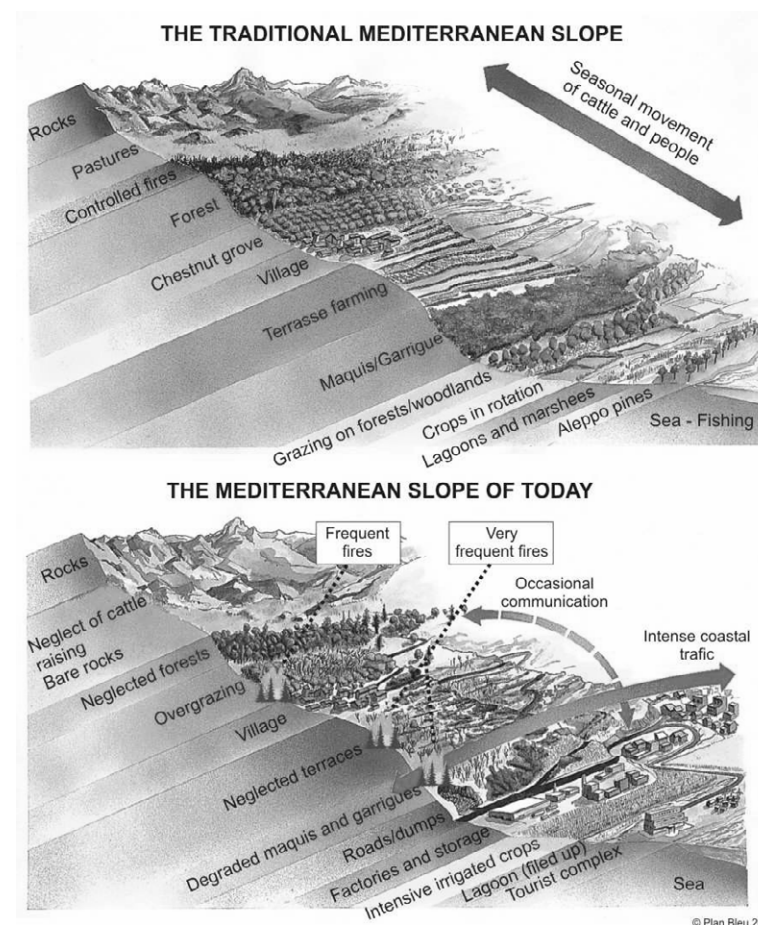 THE TRADITIONAL MEDITERRANEAN SLOPE
Seasonal movement
of cattle and people
Rocks
Pastures
Controlled fires
Forest
Chestnut grove
Village
Terrasse farming
Maquis/Garrigue
Grazing on forests/woodlands
Crops in rotation
Lagoons and marshees
Aleppo pines
Sea - Fishing
THE MEDITERRANEAN SLOPE OF TODAY
Frequent
fires
Very
frequent fires
Occasional
communication
Intense coastal
trafic
Rocks
Neglect of cattle
raising
Bare rocks
Neglected forests
Overgrazing
Village
Neglected terraces
Degraded maquis and garrigues
Roads/dumps
Factories and storage
Intensive irrigated crops
Lagoon (filed up)
Tourist complex
Sea
© Plan Bleu 2